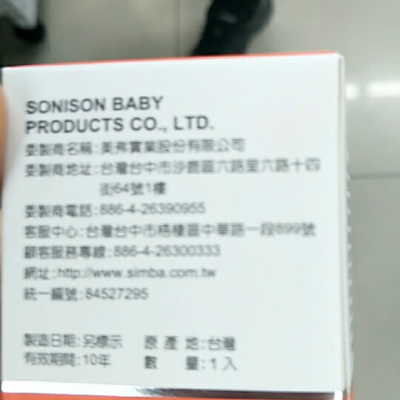 SONISON BABY
PRODUCTS CO., LTD.
委製商名稱:美弗實業股份有限公司
委製商地址:台灣台中市沙鹿區六路里六路十四
街64號1樓
委製商電話:886-4-26390955
客服中心:台灣台中市梧棲區中華路一段899號
顧客服務專線:886-4-26300333
網址:http://www.simba.com.tw
統一編號:84527295
製造日期:另標示 原產地:台灣
有效期間:10年 數量:1入